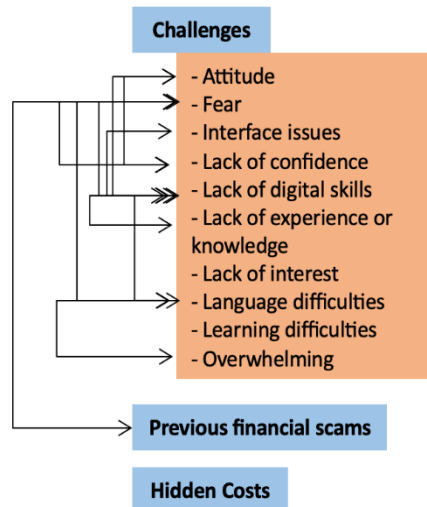 Challenges
- Attitude
- Fear
- Interface issues
- Lack of confidence
- Lack of digital skills
- Lack of experience or
knowledge
- Lack of interest
- Language difficulties
- Learning difficulties
- Overwhelming
Previous financial scams
Hidden Costs